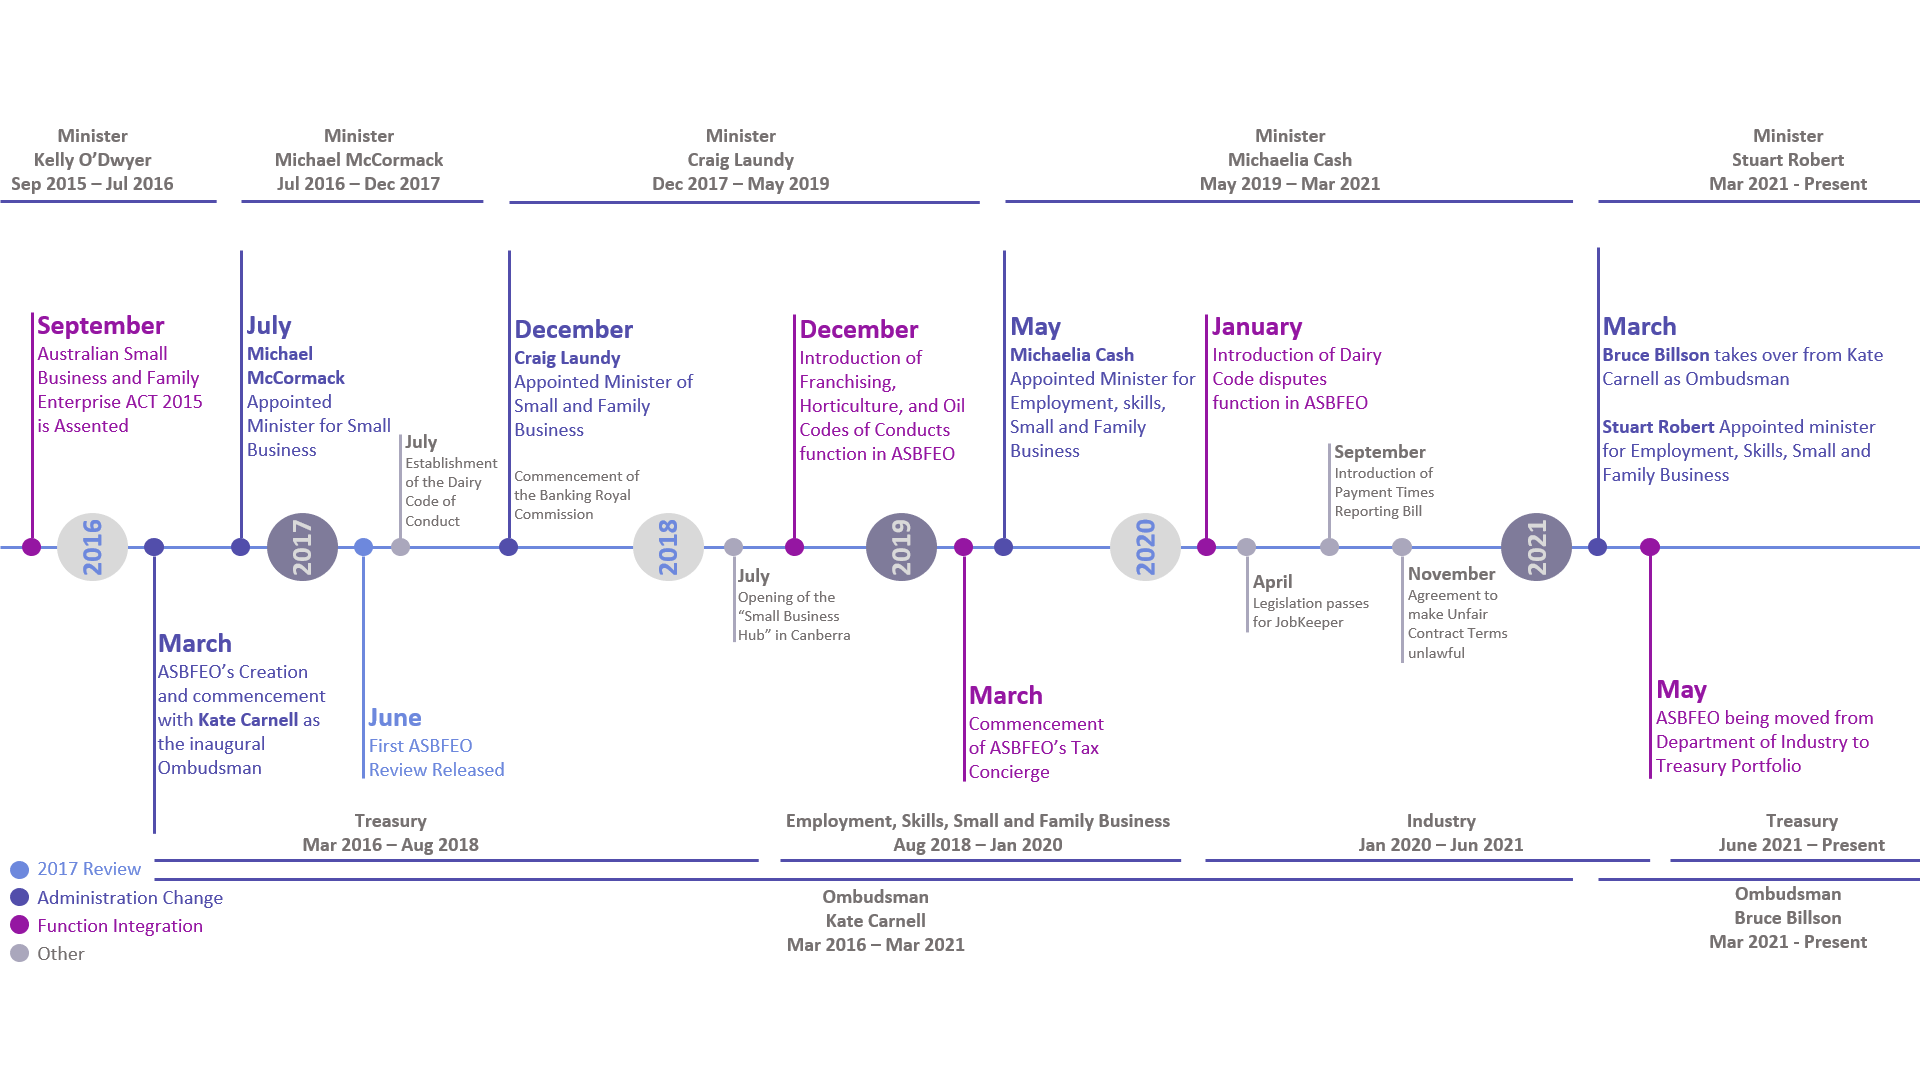 Minister
Kelly O’Dwyer
Sep 2015 – Jul 2016
Minister
Michael McCormack
Jul 2016 – Dec 2017
Minister
Craig Laundy
Dec 2017 – May 2019
Minister
Michaelia Cash
May 2019 – Mar 2021
Minister
Stuart Robert
Mar 2021 - Present
September
Australian Small
Business and Family
Enterprise ACT 2015
is Assented
July
Michael
McCormack
Appointed
Minister for Small
Business
July
Establishment
of the Dairy
Code of
Conduct
December
Craig Laundy
Appointed Minister of
Small and Family
Business
Commencement of
the Banking Royal
Commission
December
Introduction of
Franchising,
Horticulture, and Oil
Codes of Conducts
function in ASBFEO
May
Michaelia Cash
Appointed Minister for
Employment, skills,
Small and Family
Business
January
Introduction of Dairy
Code disputes
function in ASBFEO
September
Introduction of
Payment Times
Reporting Bill
March
Bruce Billson takes over from Kate
Carnell as Ombudsman
Stuart Robert Appointed minister
for Employment, Skills, Small and
Family Business
2016
2017
2018
2019
2020
2021
March
ASBFEO’s Creation
and commencement
with Kate Carnell as
the inaugural
Ombudsman
June
First ASBFEO
Review Released
July
Opening of the
“Small Business
Hub” in Canberra
March
Commencement
of ASBFEO’s Tax
Concierge
April
Legislation passes
for JobKeeper
November
Agreement to
make Unfair
Contract Terms
unlawful
May
ASBFEO being moved from
Department of Industry to
Treasury Portfolio
Treasury
Mar 2016 – Aug 2018
Employment, Skills, Small and Family Business
Aug 2018 – Jan 2020
Industry
Jan 2020 – Jun 2021
Treasury
June 2021 – Present
2017 Review
Administration Change
Function Integration
Other
Ombudsman
Kate Carnell
Mar 2016 – Mar 2021
Ombudsman
Bruce Billson
Mar 2021 - Present